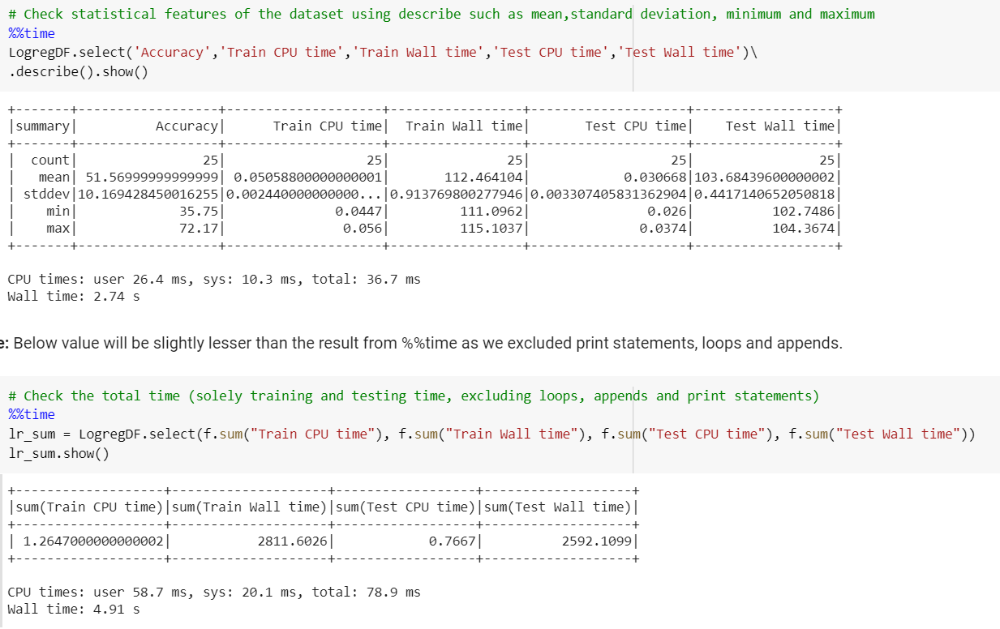 # Check statistical features of the dataset using describe such as mean,standard deviation, minimum and maximum
%%time
LogregDF.select('Accuracy','Train CPU time','Train Wall time','Test CPU time','Test Wall time')\
.describe().show()
+-------+------------------+--------------------+-----------------+--------------------+------------------+
|summary|          Accuracy|      Train CPU time|  Train Wall time|       Test CPU time|    Test Wall time|
+-------+------------------+--------------------+-----------------+--------------------+------------------+
|  count|                25|                  25|               25|                  25|                25|
|   mean| 51.56999999999999| 0.05058800000000001|       112.464104|            0.030668|103.68439600000002|
| stddev|10.169428450016255|0.002440000000000...|0.913769800277946|0.003307405831362904|0.4417140652050818|
|    min|             35.75|              0.0447|         111.0962|               0.026|          102.7486|
|    max|             72.17|               0.056|         115.1037|              0.0374|          104.3674|
+-------+------------------+--------------------+-----------------+--------------------+------------------+
CPU times: user 26.4 ms, sys: 10.3 ms, total: 36.7 ms
Wall time: 2.74 s
e: Below value will be slightly lesser than the result from %%time as we excluded print statements, loops and appends.
# Check the total time (solely training and testing time, excluding loops, appends and print statements)
%%time
lr_sum = LogregDF.select(f.sum("Train CPU time"), f.sum("Train Wall time"), f.sum("Test CPU time"), f.sum("Test Wall time"))
lr_sum.show()
+-------------------+--------------------+------------------+-------------------+
|sum(Train CPU time)|sum(Train Wall time)|sum(Test CPU time)|sum(Test Wall time)|
+-------------------+--------------------+------------------+-------------------+
| 1.2647000000000002|           2811.6026|            0.7667|          2592.1099|
+-------------------+--------------------+------------------+-------------------+
CPU times: user 58.7 ms, sys: 20.1 ms, total: 78.9 ms
Wall time: 4.91 s